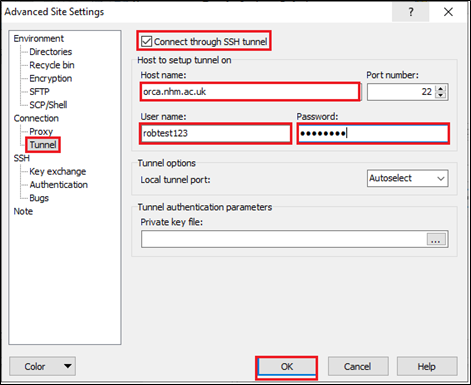 Advanced Site Settings ? ×
Environment
Directories
Recycle bin
Encryption
SFTP
SCP/Shell
Connection
Proxy
Tunnel
SSH
Key exchange
Authentication
Bugs
Note
Connect through SSH tunnel
Host to setup tunnel on
Host name: Port number:
orca.nhm.ac.uk 22
User name: Password:
robtest123 ●●●●●●●●
Tunnel options
Local tunnel port: Autoselect
Tunnel authentication parameters
Private key file:
...
Color OK Cancel Help